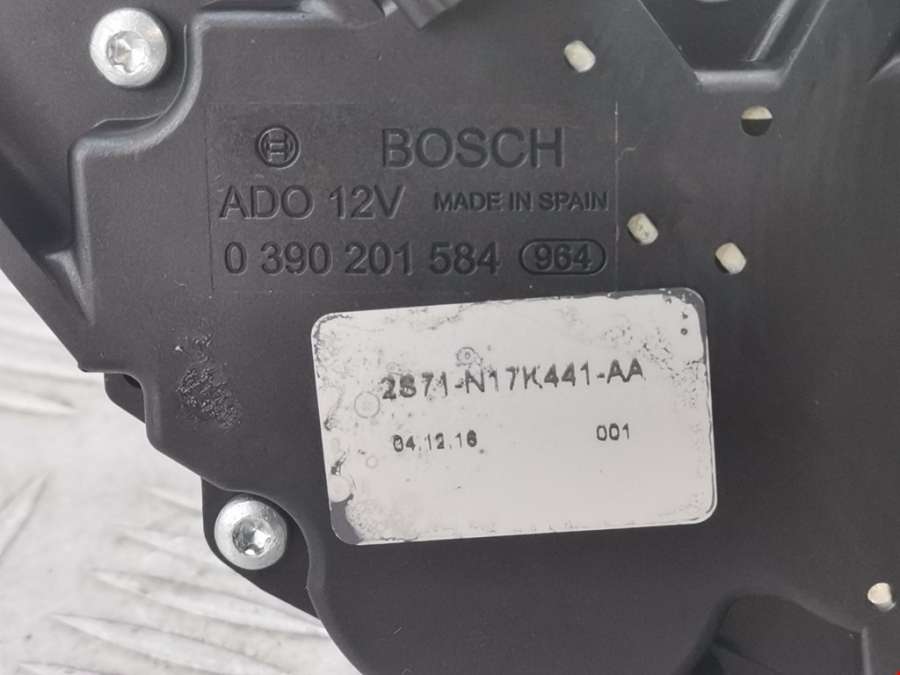 BOSCH
ADO 12V MADE IN SPAIN
0 390 201 584 964
2S71-N17K441-AA
04.12.16 001